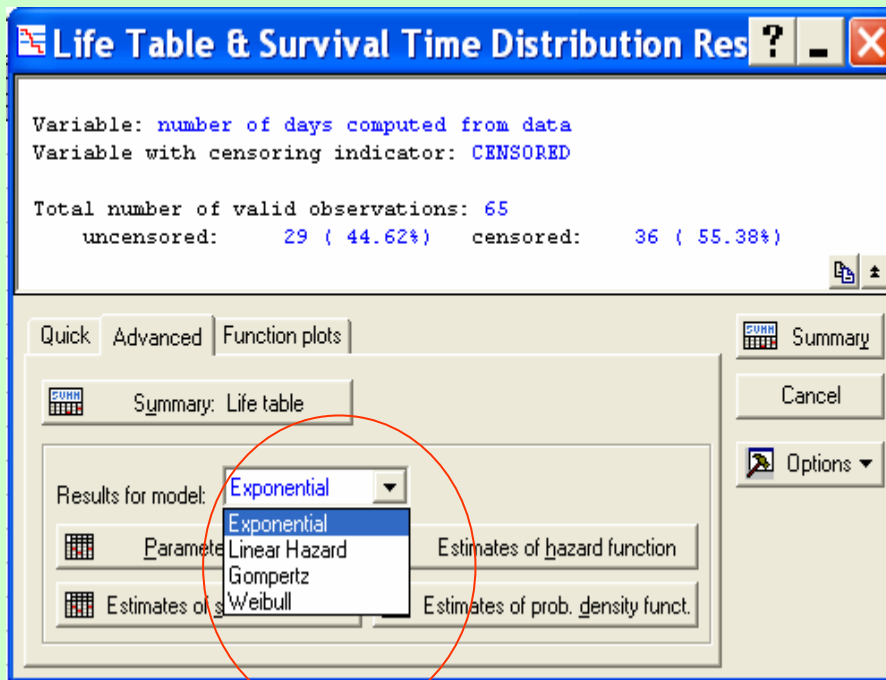 Life Table & Survival Time Distribution Res
Variable: number of days computed from data
Variable with censoring indicator: CENSORED
Total number of valid observations: 65
uncensored: 29 ( 44.62%) censored: 36 ( 55.38%)
Quick Advanced Function plots
Summary
Summary: Life table
Cancel
Options
Results for model: Exponential
Exponential
Linear Hazard
Gompertz
Weibull
Estimates of hazard function
Estimates of
Estimates of prob. density funct.